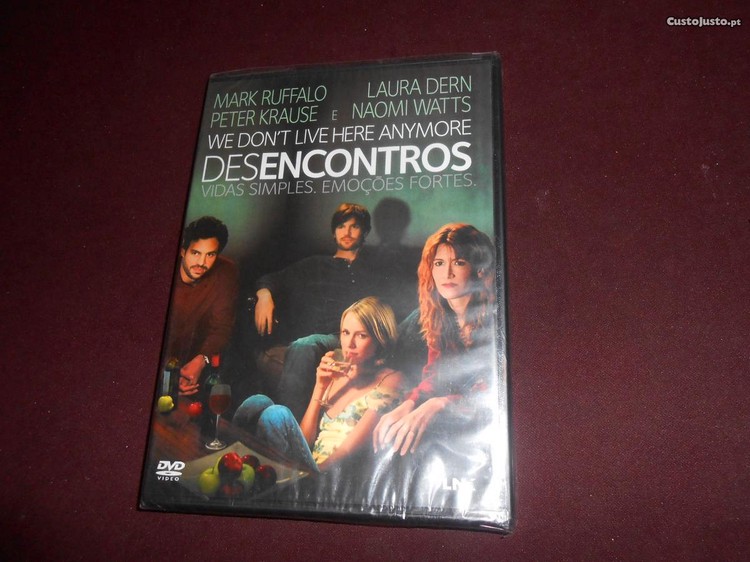 CustoJusto.pt
MARK RUFFALO LAURA DERN
PETER KRAUSE E NAOMI WATTS
WE DON'T LIVE HERE ANYMORE
DESENCONTROS
VIDAS SIMPLES. EMOÇÕES FORTES.
DVD
VIDEO